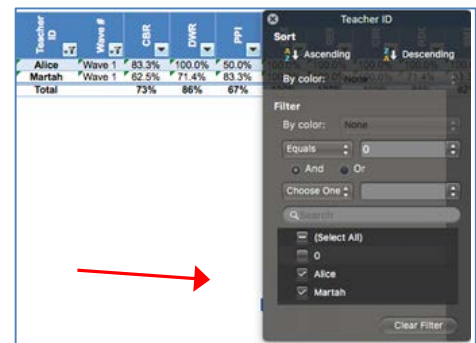 Teacher ID
Wave #
CBR
DWR
PPI
Alice Wave 1 83.3% 100.0% 50.0%
Martah Wave 1 62.5% 71.4% 83.3%
Total 73% 86% 67%
Teacher ID
Sort
Ascending Descending
By color: None
Filter
By color: None
Equals 0
And Or
Choose One
Search
(Select All)
0
Alice
Martah
Clear Filter